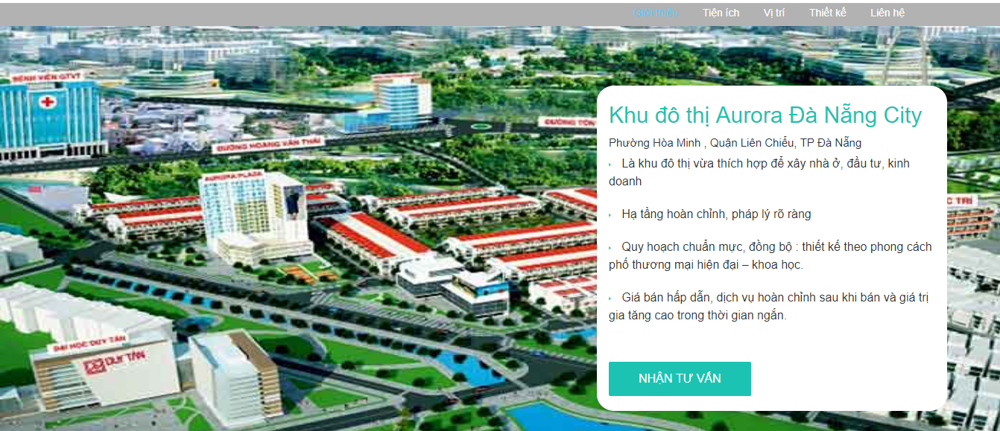 Giới thiệu Tiện ích Vị trí Thiết kế Liên hệ
BỆNH VIỆN GTVT
ĐƯỜNG TÔN
ĐƯỜNG HOÀNG VĂN THÁI
AURORA PLAZA
C TRÍ
ĐẠI HỌC DUY TÂN
DUY TÂN
Khu đô thị Aurora Đà Nẵng City
Phường Hòa Minh , Quận Liên Chiểu, TP Đà Nẵng
Là khu đô thị vừa thích hợp để xây nhà ở, đầu tư, kinh
doanh
Hạ tầng hoàn chỉnh, pháp lý rõ ràng
Quy hoạch chuẩn mực, đồng bộ : thiết kế theo phong cách
phố thương mại hiện đại – khoa học.
Giá bán hấp dẫn, dịch vụ hoàn chỉnh sau khi bán và giá trị
gia tăng cao trong thời gian ngắn.
NHẬN TƯ VẤN